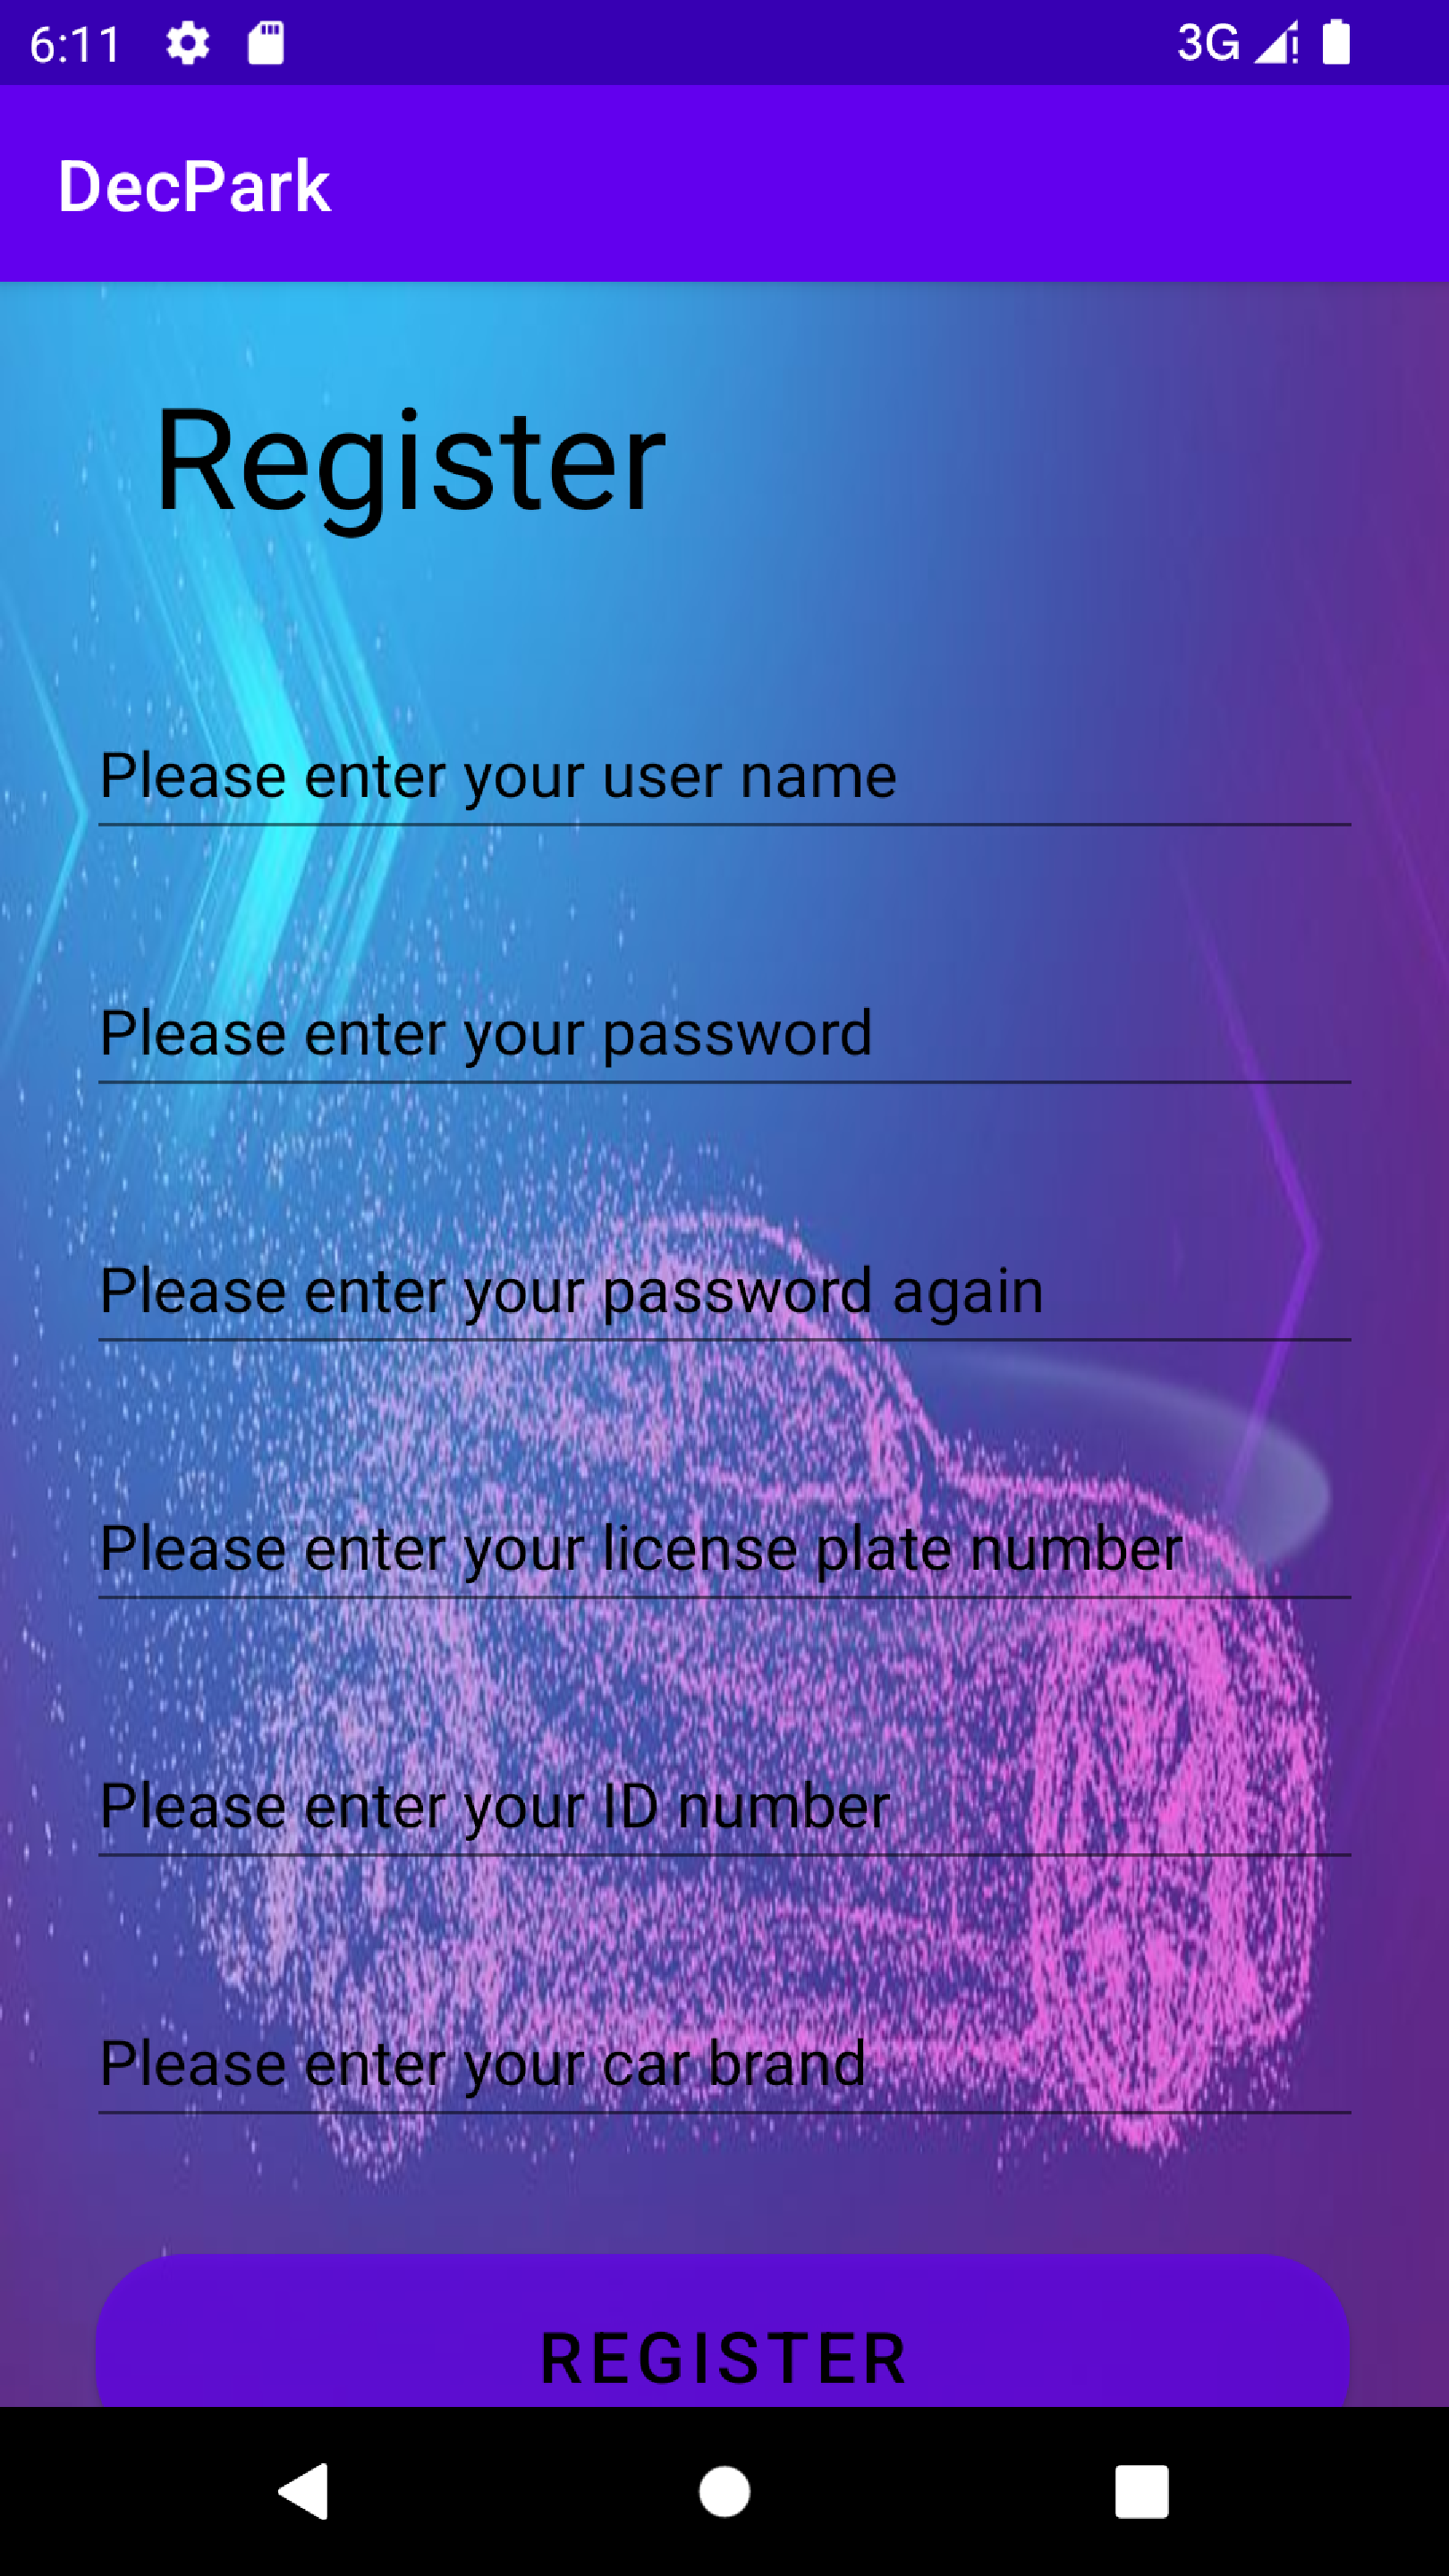 6:11 3G
DecPark
Register
Please enter your user name
Please enter your password
Please enter your password again
Please enter your license plate number
Please enter your ID number
Please enter your car brand
REGISTER